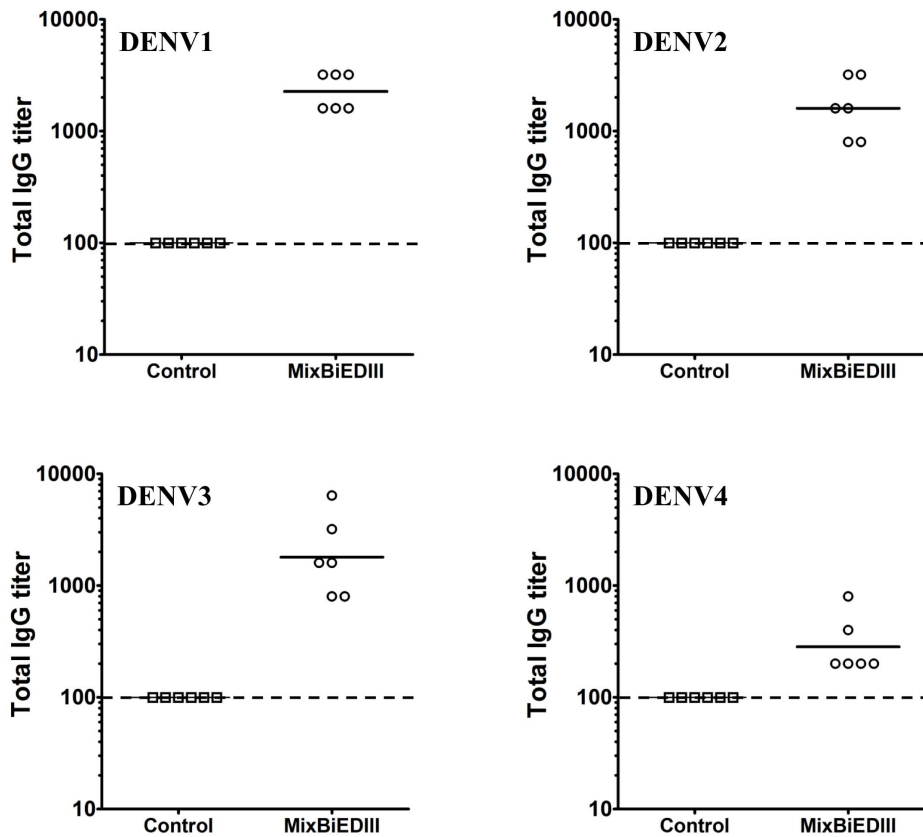 DENV1
Total IgG titer
10000
1000
100
10
Control MixBiEDIII
DENV2
Total IgG titer
10000
1000
100
10
Control MixBiEDIII
DENV3
Total IgG titer
10000
1000
100
10
Control MixBiEDIII
DENV4
Total IgG titer
10000
1000
100
10
Control MixBiEDIII